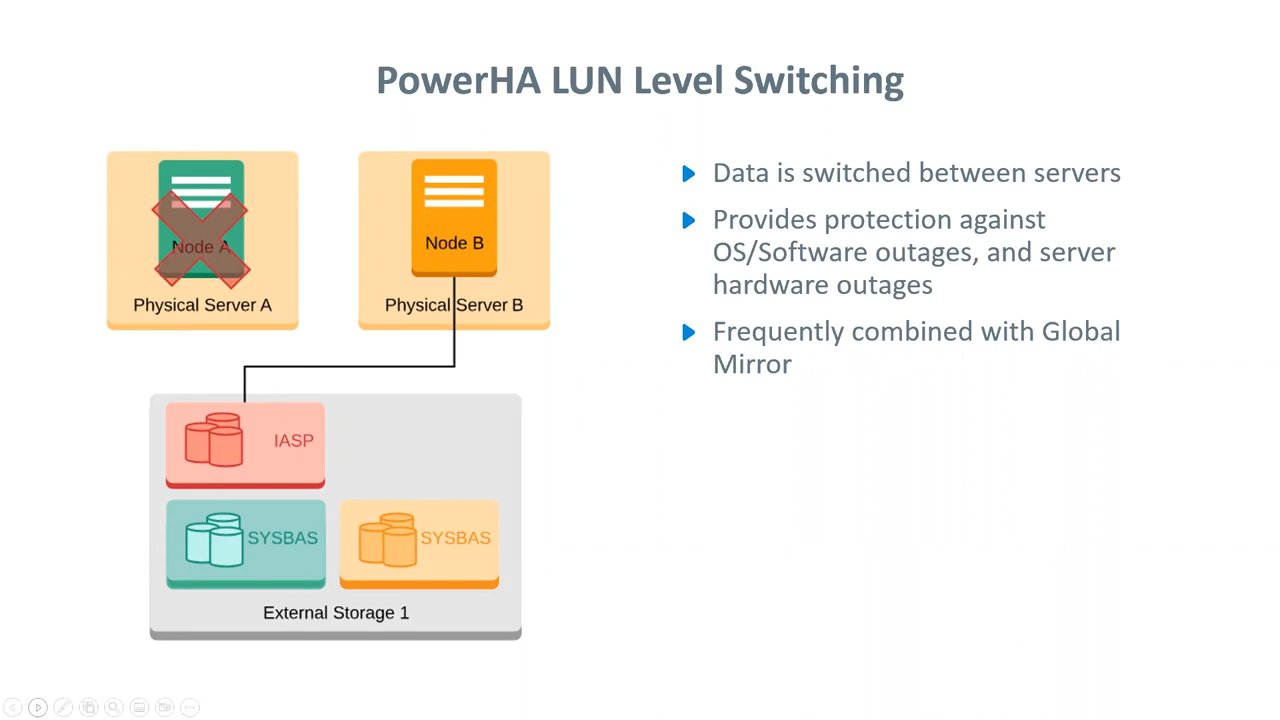 PowerHA LUN Level Switching
Node A
Physical Server A
Node B
Physical Server B
IASP
SYSBAS
SYSBAS
External Storage 1
Data is switched between servers
Provides protection against
OS/Software outages, and server
hardware outages
Frequently combined with Global
Mirror